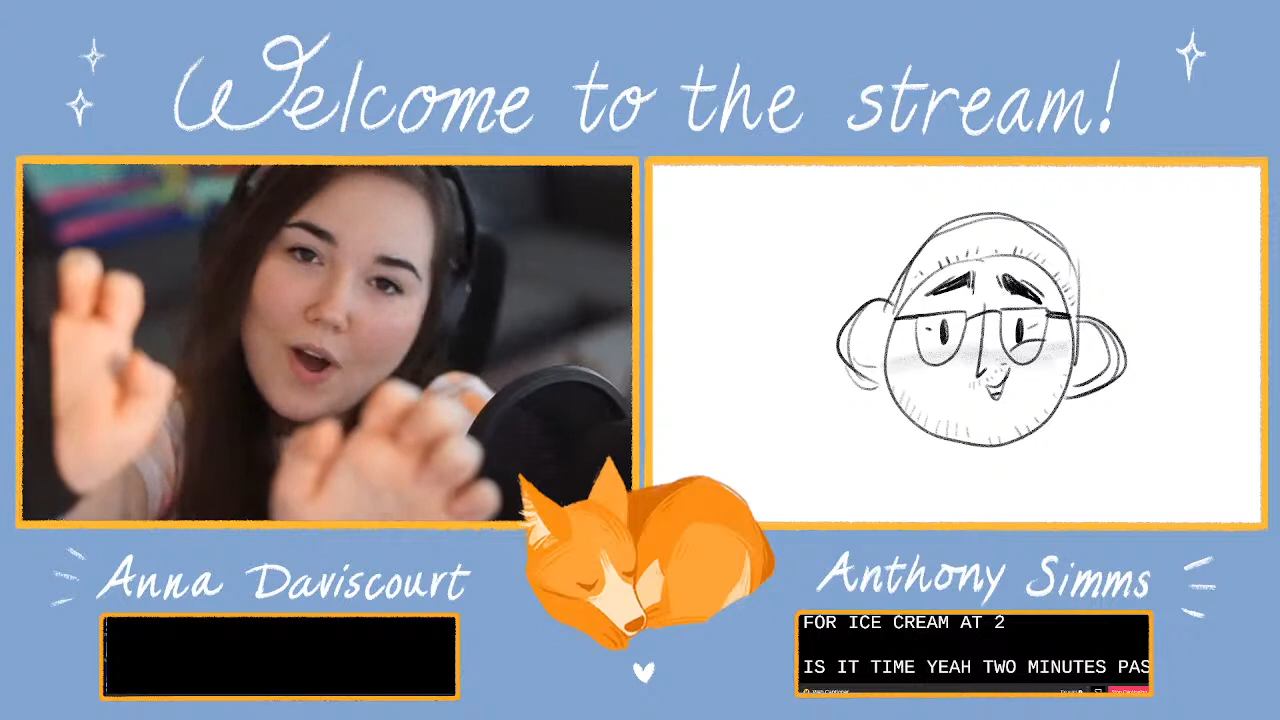 Welcome to the stream!
Anna Daviscourt
Anthony Simms
FOR ICE CREAM AT 2
IS IT TIME YEAH TWO MINUTES PAS